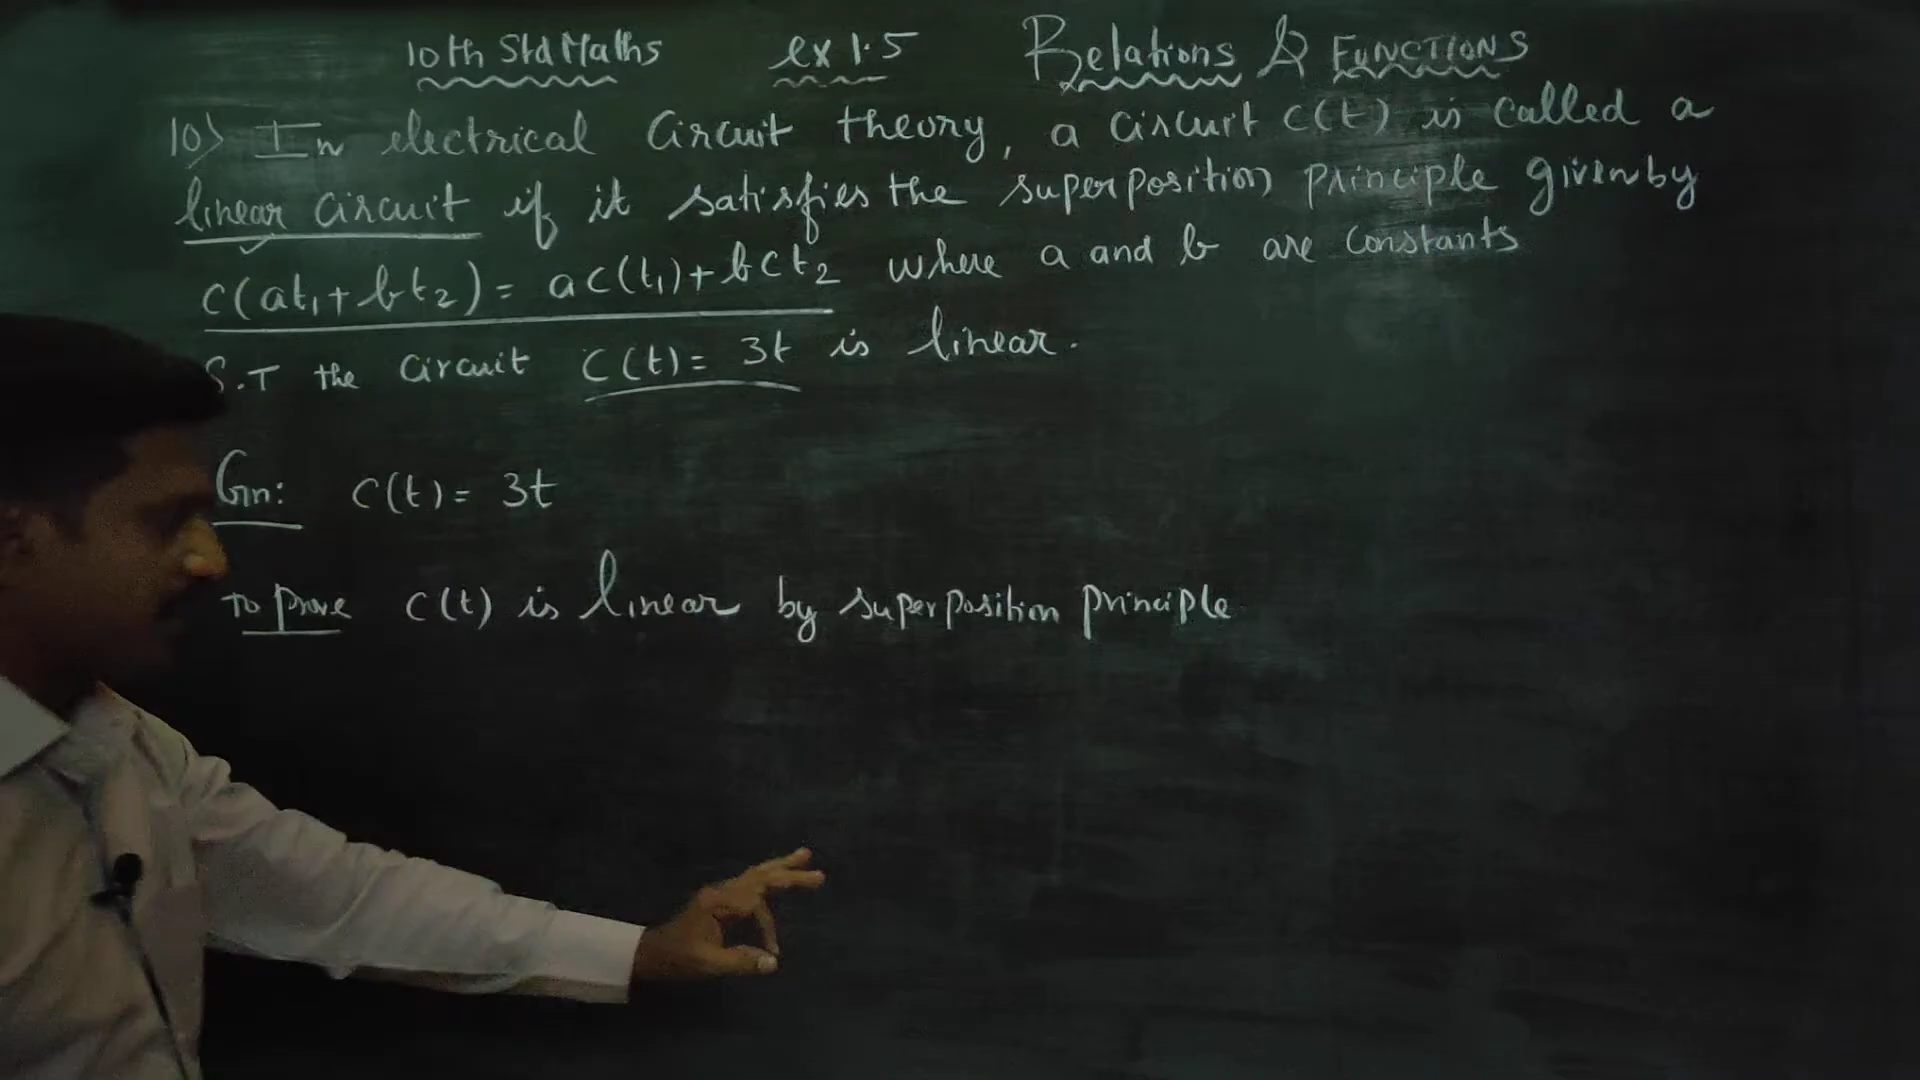 10th Std Maths ex 1.5 Relations & FUNCTIONS
10) In electrical Circuit theory, a circuit C(t) is called a
linear circuit if it satisfies the superposition principle given by
C(at₁ + bt₂) = aC(t₁) + bCt₂ where a and b are constants
S.T the circuit C(t) = 3t is linear.
Gn: C(t) = 3t
To prove C(t) is linear by superposition principle